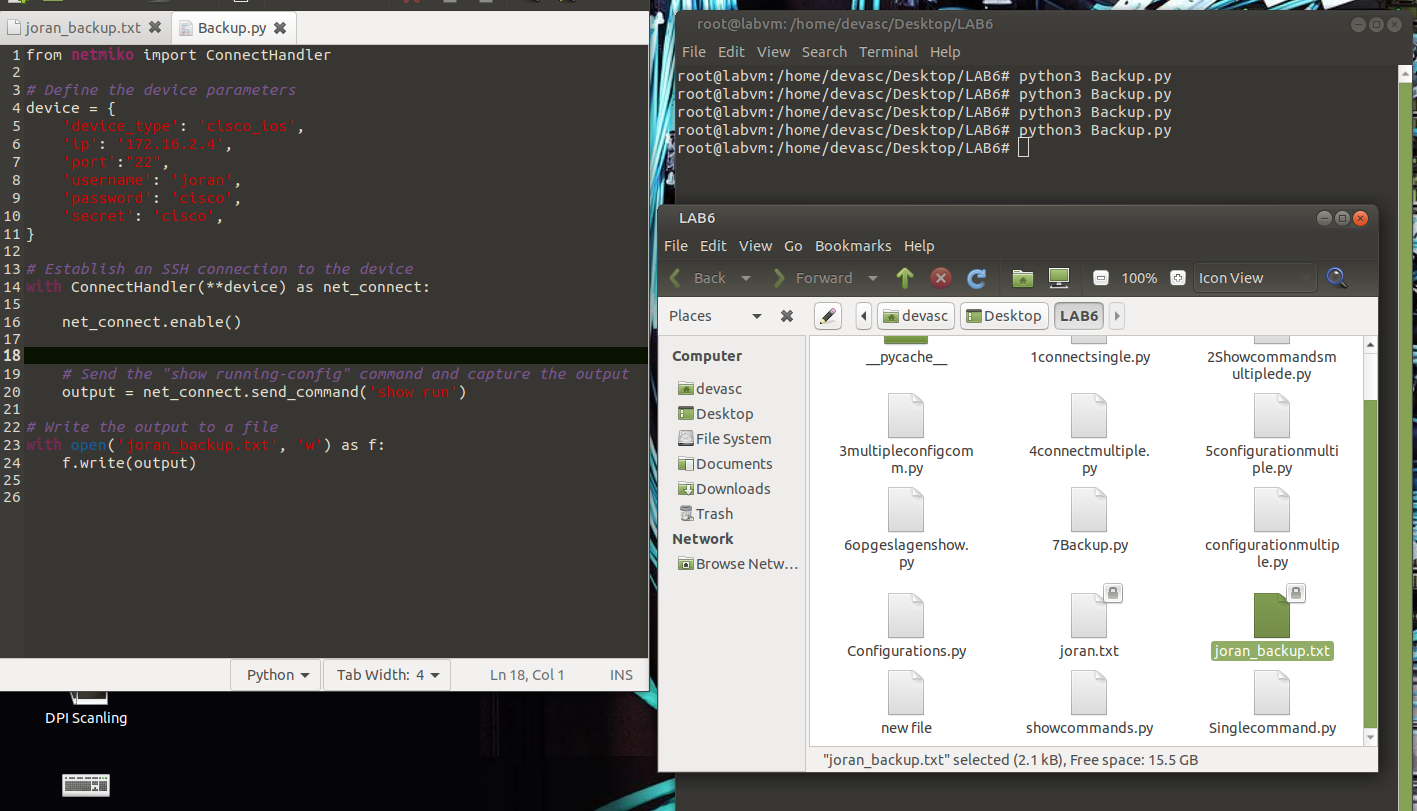 joran_backup.txt
Backup.py
1 from netmiko import ConnectHandler
2
3 # Define the device parameters
4 device = {
5 'device_type': 'cisco_ios',
6 'ip': '172.16.2.4',
7 'port':"22",
8 'username': 'joran',
9 'password': 'cisco',
10 'secret': 'cisco',
11 }
12
13 # Establish an SSH connection to the device
14 with ConnectHandler(**device) as net_connect:
15
16 net_connect.enable()
17
18
19 # Send the "show running-config" command and capture the output
20 output = net_connect.send_command('show run')
21
22 # Write the output to a file
23 with open('joran_backup.txt', 'w') as f:
24 f.write(output)
25
26
Python Tab Width: 4 Ln 18, Col 1 INS
DPI Scanling
root@labvm: /home/devasc/Desktop/LAB6
File Edit View Search Terminal Help
root@labvm:/home/devasc/Desktop/LAB6# python3 Backup.py
root@labvm:/home/devasc/Desktop/LAB6# python3 Backup.py
root@labvm:/home/devasc/Desktop/LAB6# python3 Backup.py
root@labvm:/home/devasc/Desktop/LAB6# python3 Backup.py
root@labvm:/home/devasc/Desktop/LAB6#
LAB6
File Edit View Go Bookmarks Help
Back Forward 100% Icon View
Places devasc Desktop LAB6
Computer
devasc
Desktop
File System
Documents
Downloads
Trash
Network
Browse Netw...
__pycache__
1connectsingle.py
2Showcommandsm
ultiplede.py
3multipleconfigcom
m.py
4connectmultiple.
py
5configurationmulti
ple.py
6opgeslagenshow.
py
7Backup.py
configurationmultip
le.py
Configurations.py
joran.txt
joran_backup.txt
new file
showcommands.py
Singlecommand.py
"joran_backup.txt" selected (2.1 kB), Free space: 15.5 GB